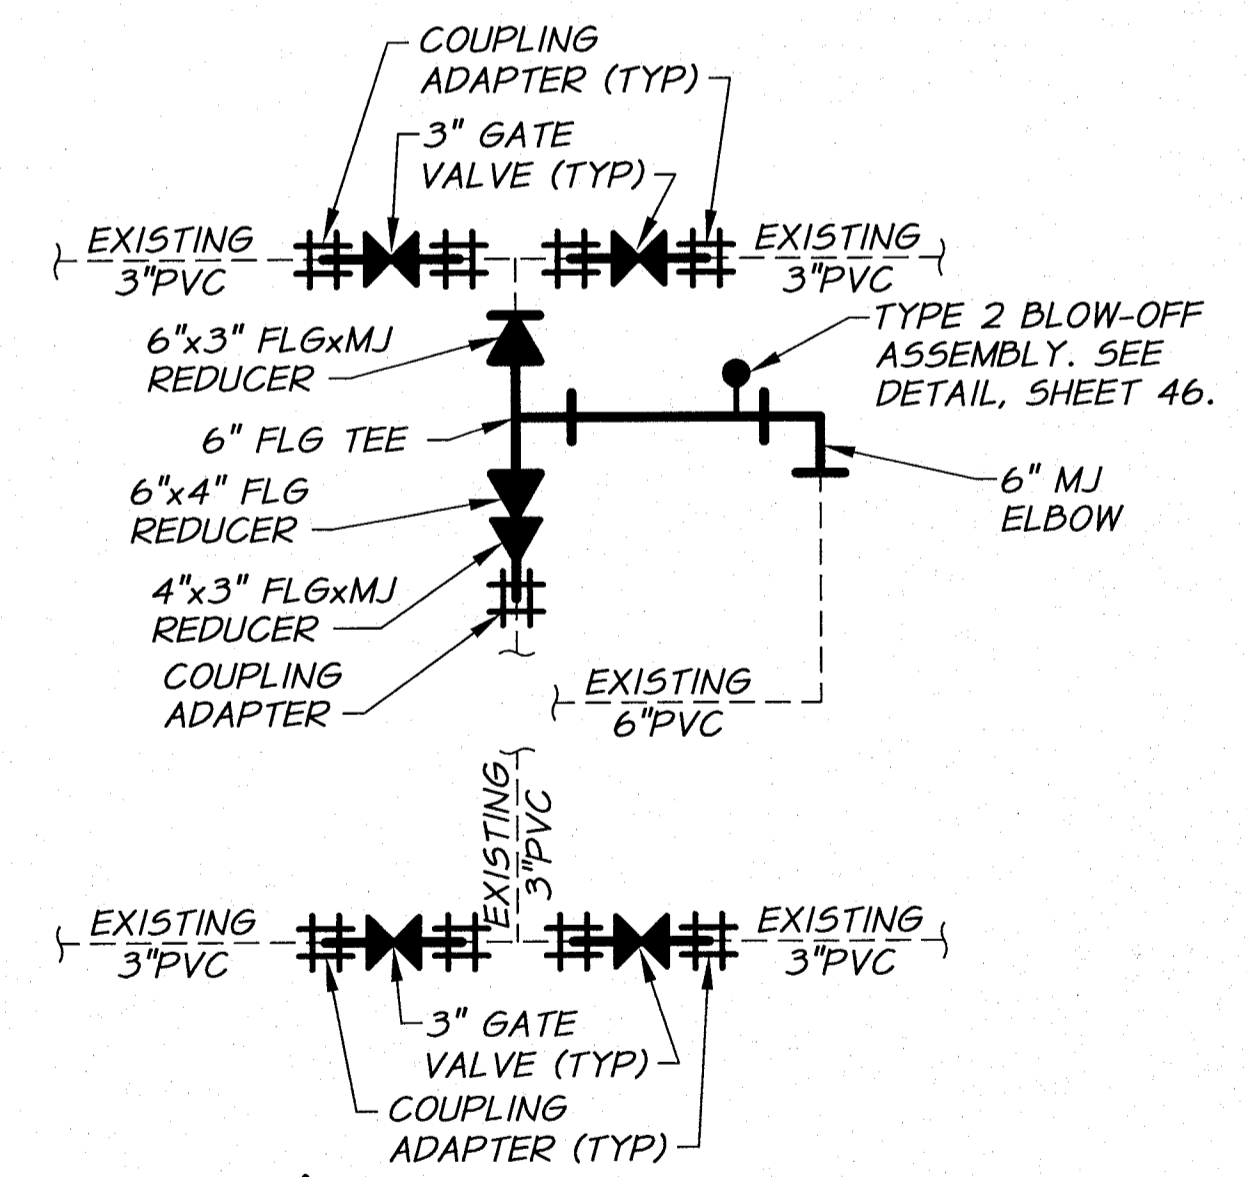 COUPLING
ADAPTER (TYP)
3" GATE
VALVE (TYP)
EXISTING
3"PVC
EXISTING
3"PVC
6"x3" FLGxMJ
REDUCER
TYPE 2 BLOW-OFF
ASSEMBLY. SEE
DETAIL, SHEET 46.
6" FLG TEE
6"x4" FLG
REDUCER
6" MJ
ELBOW
4"x3" FLGxMJ
REDUCER
COUPLING
ADAPTER
EXISTING
6"PVC
EXISTING
3"PVC
EXISTING
3"PVC
EXISTING
3"PVC
3" GATE
VALVE (TYP)
COUPLING
ADAPTER (TYP)